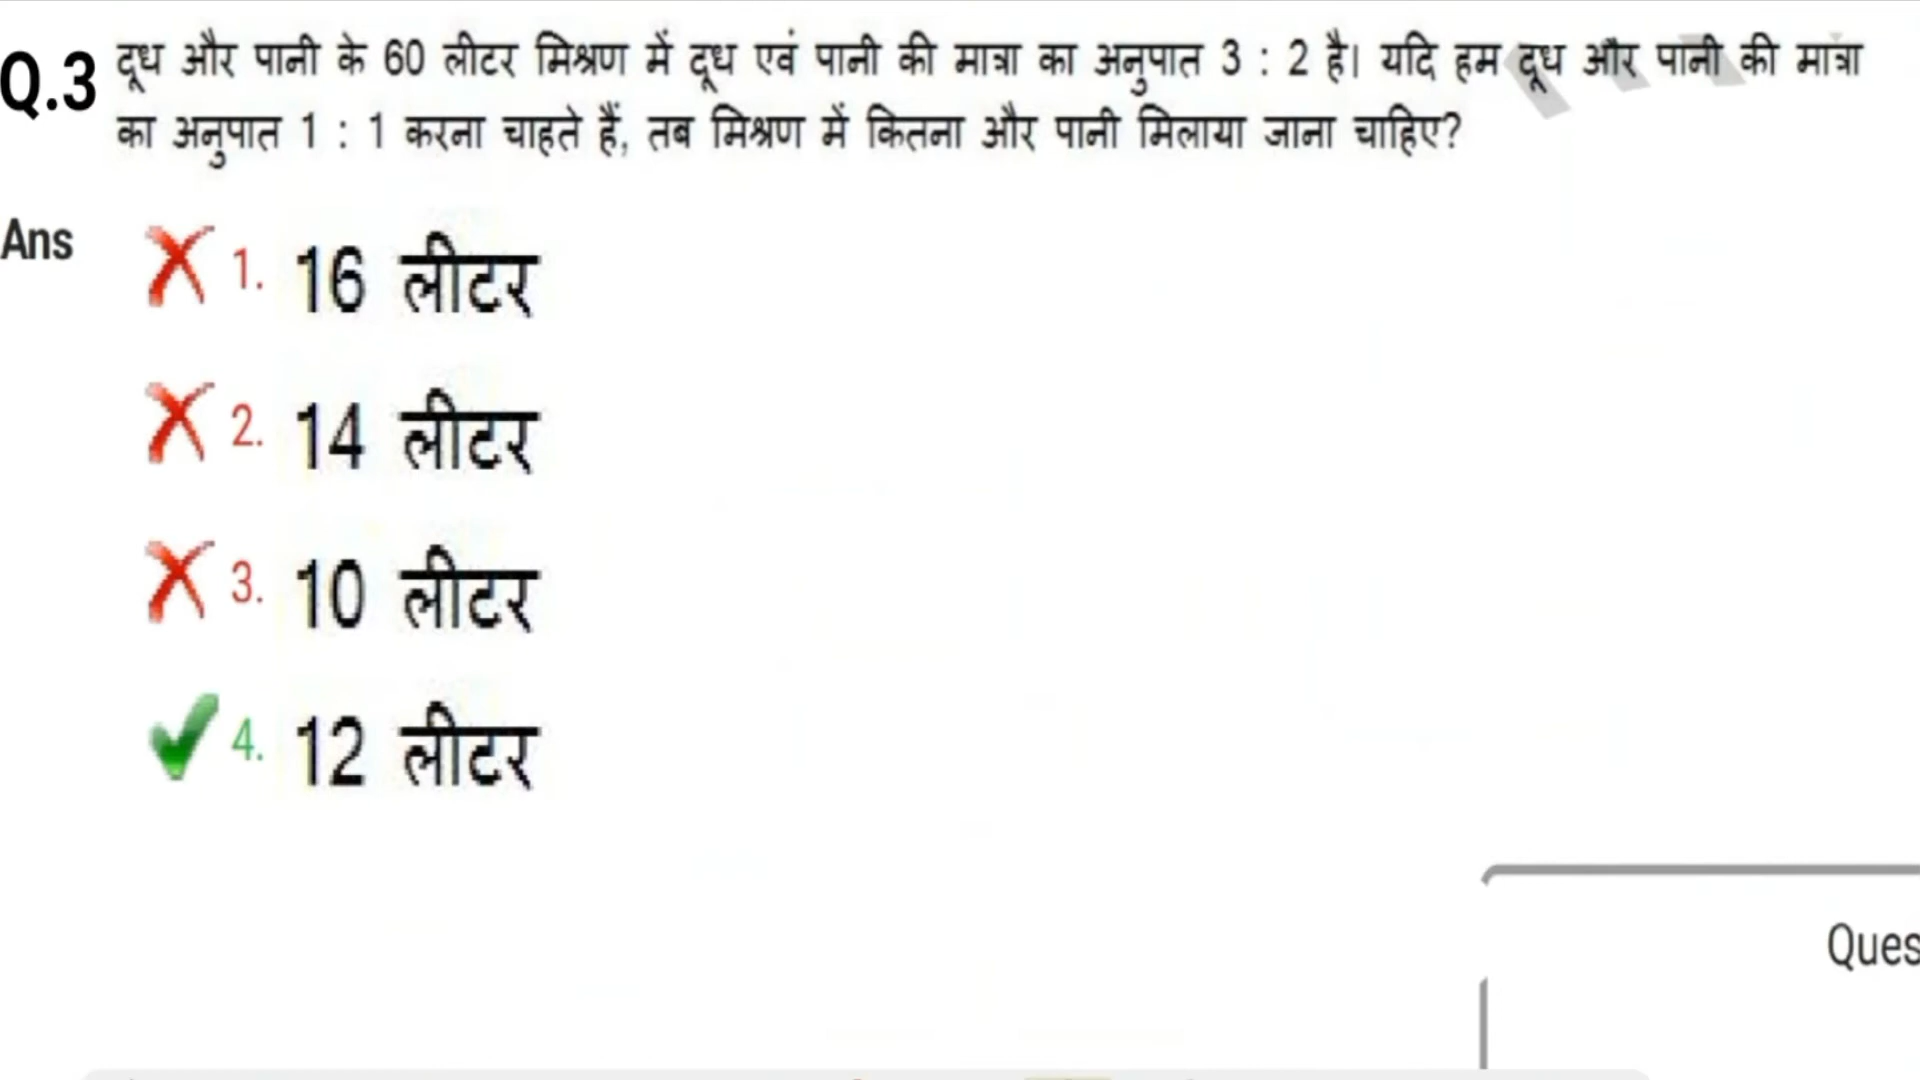 Q.3 दूध और पानी के 60 लीटर मिश्रण में दूध एवं पानी की मात्रा का अनुपात 3 : 2 है। यदि हम दूध और पानी की मात्रा
का अनुपात 1 : 1 करना चाहते हैं, तब मिश्रण में कितना और पानी मिलाया जाना चाहिए?
Ans 1. 16 लीटर
2. 14 लीटर
3. 10 लीटर
4. 12 लीटर
Ques